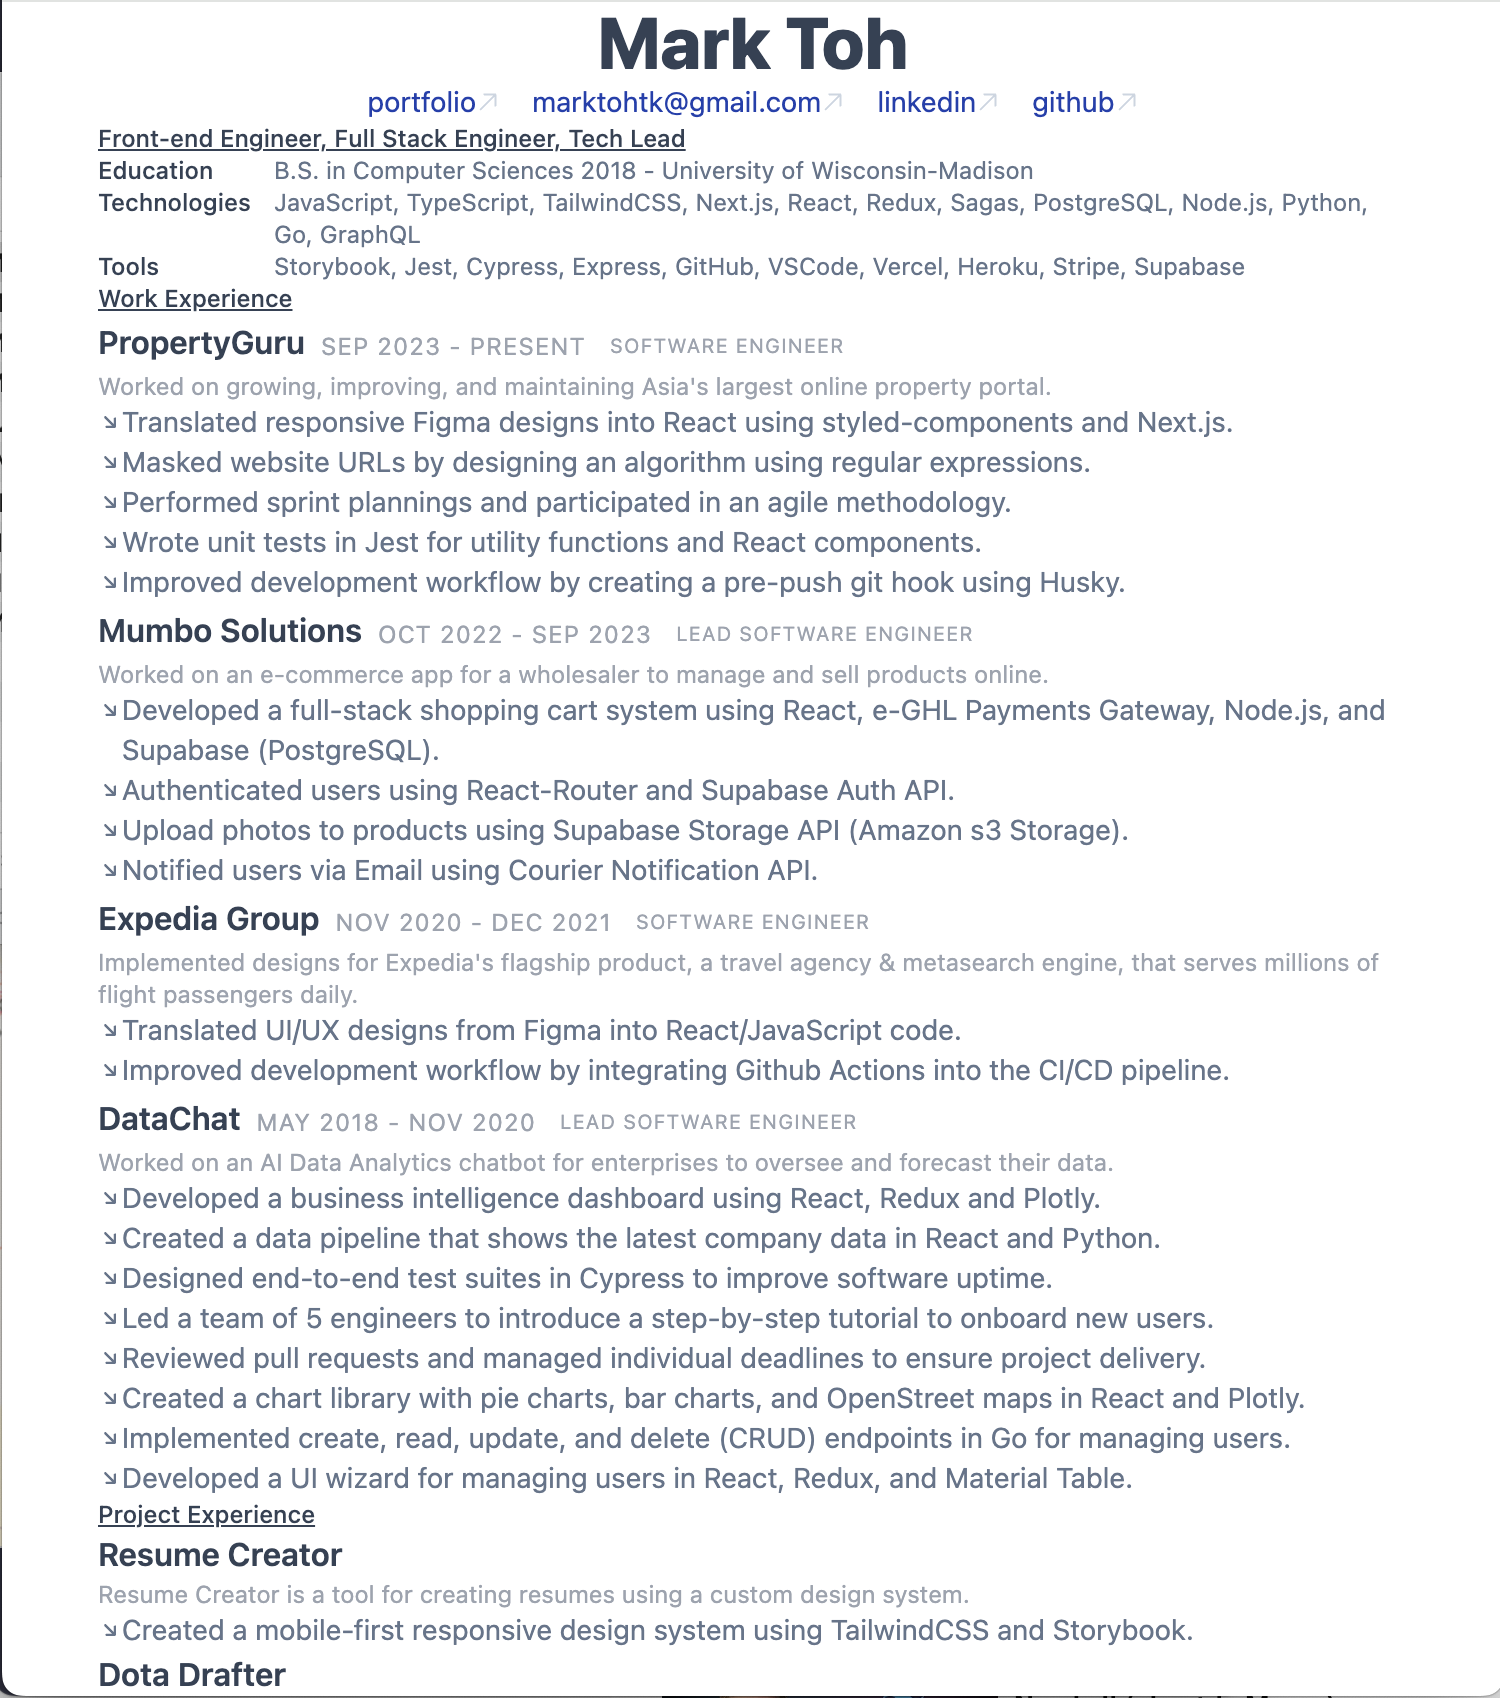 Mark Toh
portfolio↗ marktohtk@gmail.com↗ linkedin↗ github↗
Front-end Engineer, Full Stack Engineer, Tech Lead
Education B.S. in Computer Sciences 2018 - University of Wisconsin-Madison
Technologies JavaScript, TypeScript, TailwindCSS, Next.js, React, Redux, Sagas, PostgreSQL, Node.js, Python,
Go, GraphQL
Tools Storybook, Jest, Cypress, Express, GitHub, VSCode, Vercel, Heroku, Stripe, Supabase
Work Experience
PropertyGuru SEP 2023 - PRESENT SOFTWARE ENGINEER
Worked on growing, improving, and maintaining Asia's largest online property portal.
↘Translated responsive Figma designs into React using styled-components and Next.js.
↘Masked website URLs by designing an algorithm using regular expressions.
↘Performed sprint plannings and participated in an agile methodology.
↘Wrote unit tests in Jest for utility functions and React components.
↘Improved development workflow by creating a pre-push git hook using Husky.
Mumbo Solutions OCT 2022 - SEP 2023 LEAD SOFTWARE ENGINEER
Worked on an e-commerce app for a wholesaler to manage and sell products online.
↘Developed a full-stack shopping cart system using React, e-GHL Payments Gateway, Node.js, and
Supabase (PostgreSQL).
↘Authenticated users using React-Router and Supabase Auth API.
↘Upload photos to products using Supabase Storage API (Amazon s3 Storage).
↘Notified users via Email using Courier Notification API.
Expedia Group NOV 2020 - DEC 2021 SOFTWARE ENGINEER
Implemented designs for Expedia's flagship product, a travel agency & metasearch engine, that serves millions of
flight passengers daily.
↘Translated UI/UX designs from Figma into React/JavaScript code.
↘Improved development workflow by integrating Github Actions into the CI/CD pipeline.
DataChat MAY 2018 - NOV 2020 LEAD SOFTWARE ENGINEER
Worked on an AI Data Analytics chatbot for enterprises to oversee and forecast their data.
↘Developed a business intelligence dashboard using React, Redux and Plotly.
↘Created a data pipeline that shows the latest company data in React and Python.
↘Designed end-to-end test suites in Cypress to improve software uptime.
↘Led a team of 5 engineers to introduce a step-by-step tutorial to onboard new users.
↘Reviewed pull requests and managed individual deadlines to ensure project delivery.
↘Created a chart library with pie charts, bar charts, and OpenStreet maps in React and Plotly.
↘Implemented create, read, update, and delete (CRUD) endpoints in Go for managing users.
↘Developed a UI wizard for managing users in React, Redux, and Material Table.
Project Experience
Resume Creator
Resume Creator is a tool for creating resumes using a custom design system.
↘Created a mobile-first responsive design system using TailwindCSS and Storybook.
Dota Drafter